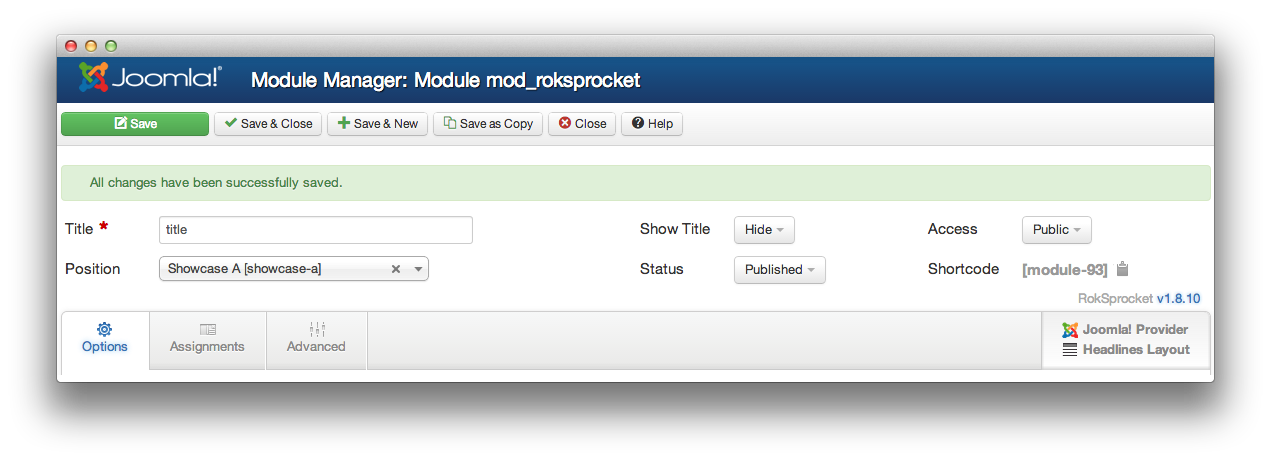 Joomla!® Module Manager: Module mod_roksprocket
Save Save & Close Save & New Save as Copy Close Help
All changes have been successfully saved.
Title * title Show Title Hide Access Public
Position Showcase A [showcase-a] Status Published Shortcode [module-93]
RokSprocket v1.8.10
Options Assignments Advanced
Joomla! Provider
Headlines Layout